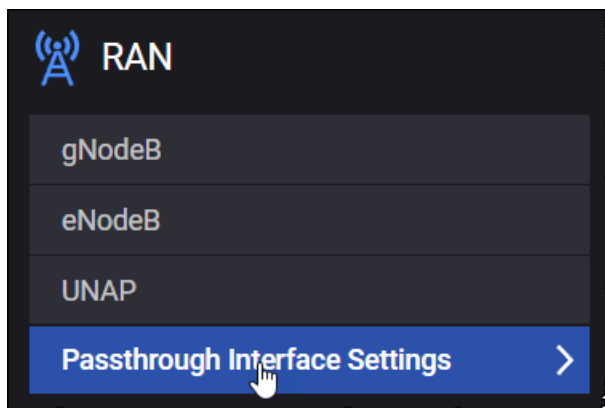 RAN
gNodeB
eNodeB
UNAP
Passthrough Interface Settings